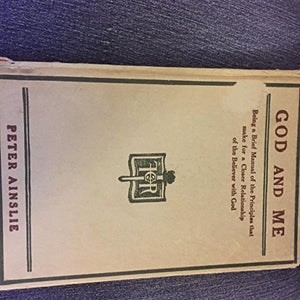 GOD AND ME
Being a Brief Manual of the Principles that
make for a Closer Relationship
of the Believer with God
PETER AINSLIE